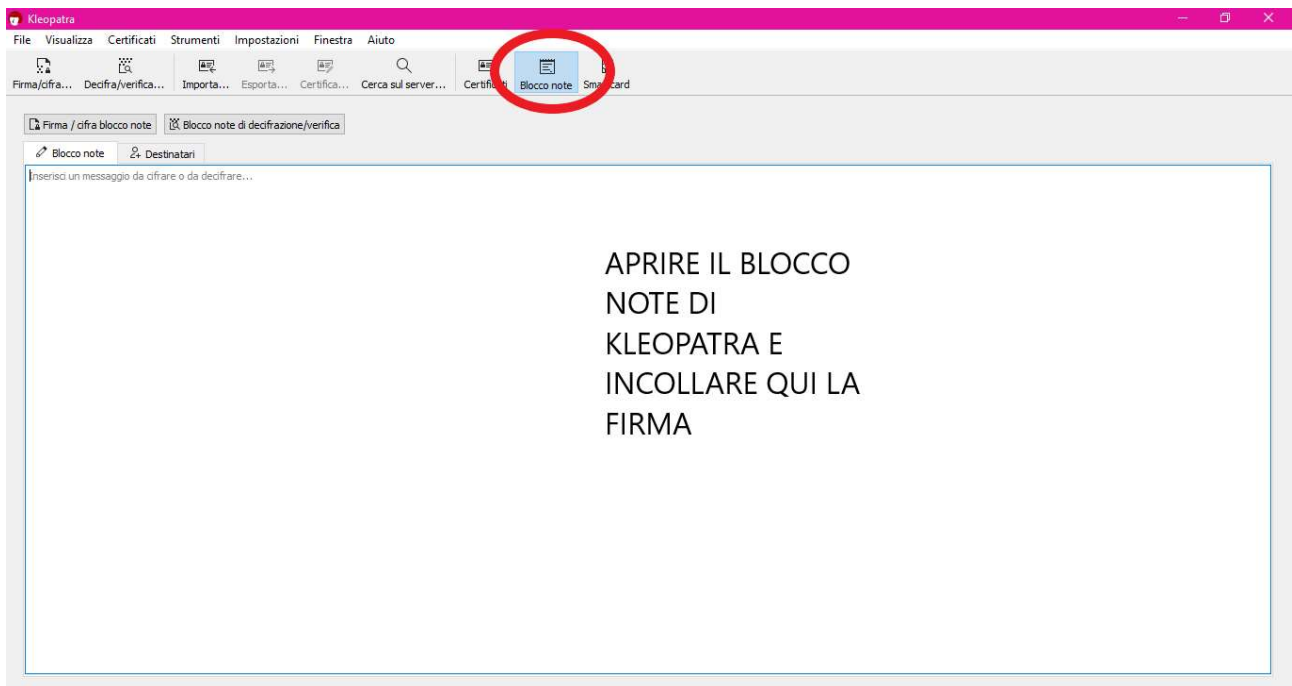 Kleopatra
File Visualizza Certificati Strumenti Impostazioni Finestra Aiuto
Firma/cifra... Decifra/verifica... Importa... Esporta... Certifica... Cerca sul server... Blocco note
Firma / cifra blocco note Blocco note di decifrazione/verifica
Blocco note Destinatari
Inserisci un messaggio da cifrare o da decifrare...
APRIRE IL BLOCCO
NOTE DI
KLEOPATRA E
INCOLLARE QUI LA
FIRMA